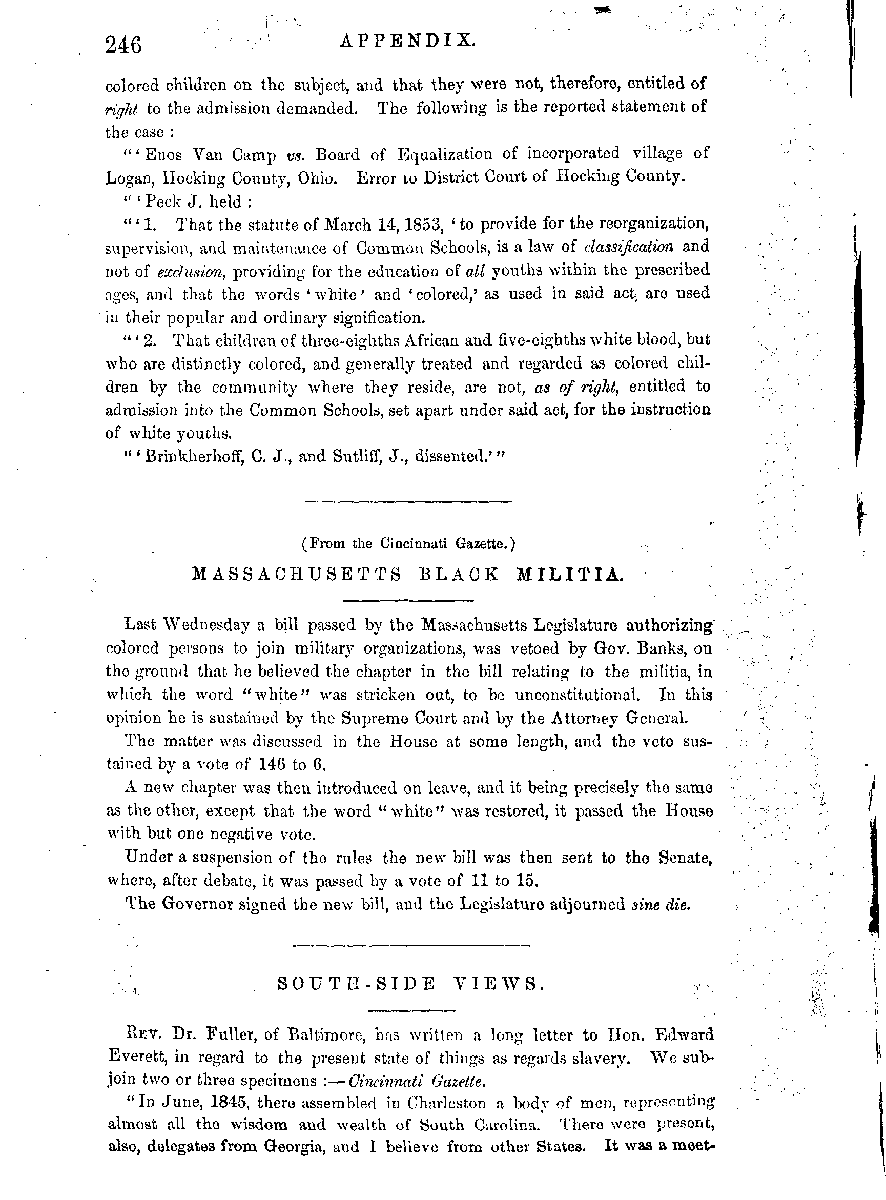 246 APPENDIX.
colored children on the subject, and that they were not, therefore, entitled of
right to the admission demanded. The following is the reported statement of
the case :
“‘ Enos Van Camp vs. Board of Equalization of incorporated village of
Logan, Hocking County, Ohio. Error to District Court of Hocking County.
“‘Peck J. held :
“‘1. That the statute of March 14, 1853, ‘to provide for the reorganization,
supervision, and maintenance of Common Schools, is a law of classification and
not of exclusion, providing for the education of all youths within the prescribed
ages, and that the words ‘white’ and ‘colored,’ as used in said act, are used
in their popular and ordinary signification.
“‘2. That children of three-eighths African and five-eighths white blood, but
who are distinctly colored, and generally treated and regarded as colored chil-
dren by the community where they reside, are not, as of right, entitled to
admission into the Common Schools, set apart under said act, for the instruction
of white youths.
“‘Brinkherhoff, C. J., and Sutliff, J., dissented.’”
(From the Cincinnati Gazette.)
MASSACHUSETTS BLACK MILITIA.
Last Wednesday a bill passed by the Massachusetts Legislature authorizing
colored persons to join military organizations, was vetoed by Gov. Banks, on
the ground that he believed the chapter in the bill relating to the militia, in
which the word “white” was stricken out, to be unconstitutional. In this
opinion he is sustained by the Supreme Court and by the Attorney General.
The matter was discussed in the House at some length, and the veto sus-
tained by a vote of 146 to 6.
A new chapter was then introduced on leave, and it being precisely the same
as the other, except that the word “white” was restored, it passed the House
with but one negative vote.
Under a suspension of the rules the new bill was then sent to the Senate,
where, after debate, it was passed by a vote of 11 to 15.
The Governor signed the new bill, and the Legislature adjourned sine die.
SOUTH-SIDE VIEWS.
REV. Dr. Fuller, of Baltimore, has written a long letter to Hon. Edward
Everett, in regard to the present state of things as regards slavery. We sub-
join two or three specimens :—Cincinnati Gazette.
“In June, 1845, there assembled in Charleston a body of men, representing
almost all the wisdom and wealth of South Carolina. There were present,
also, delegates from Georgia, and I believe from other States. It was a meet-